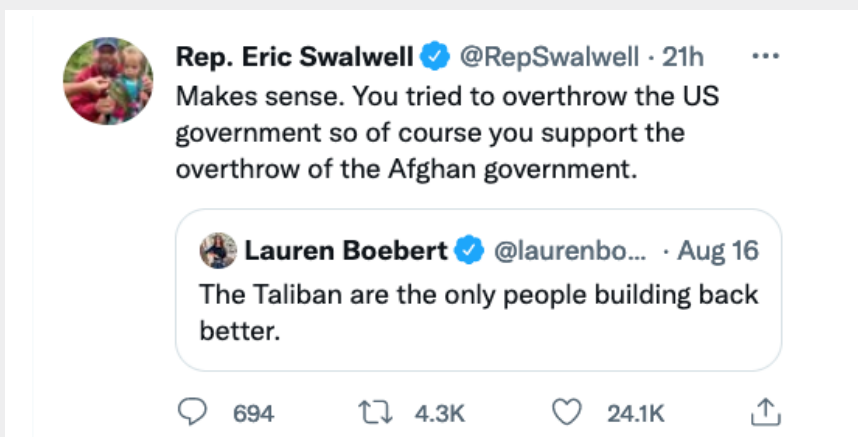 Rep. Eric Swalwell @RepSwalwell · 21h ...
Makes sense. You tried to overthrow the US
government so of course you support the
overthrow of the Afghan government.
Lauren Boebert @laurenbo... · Aug 16
The Taliban are the only people building back
better.
694 4.3K 24.1K